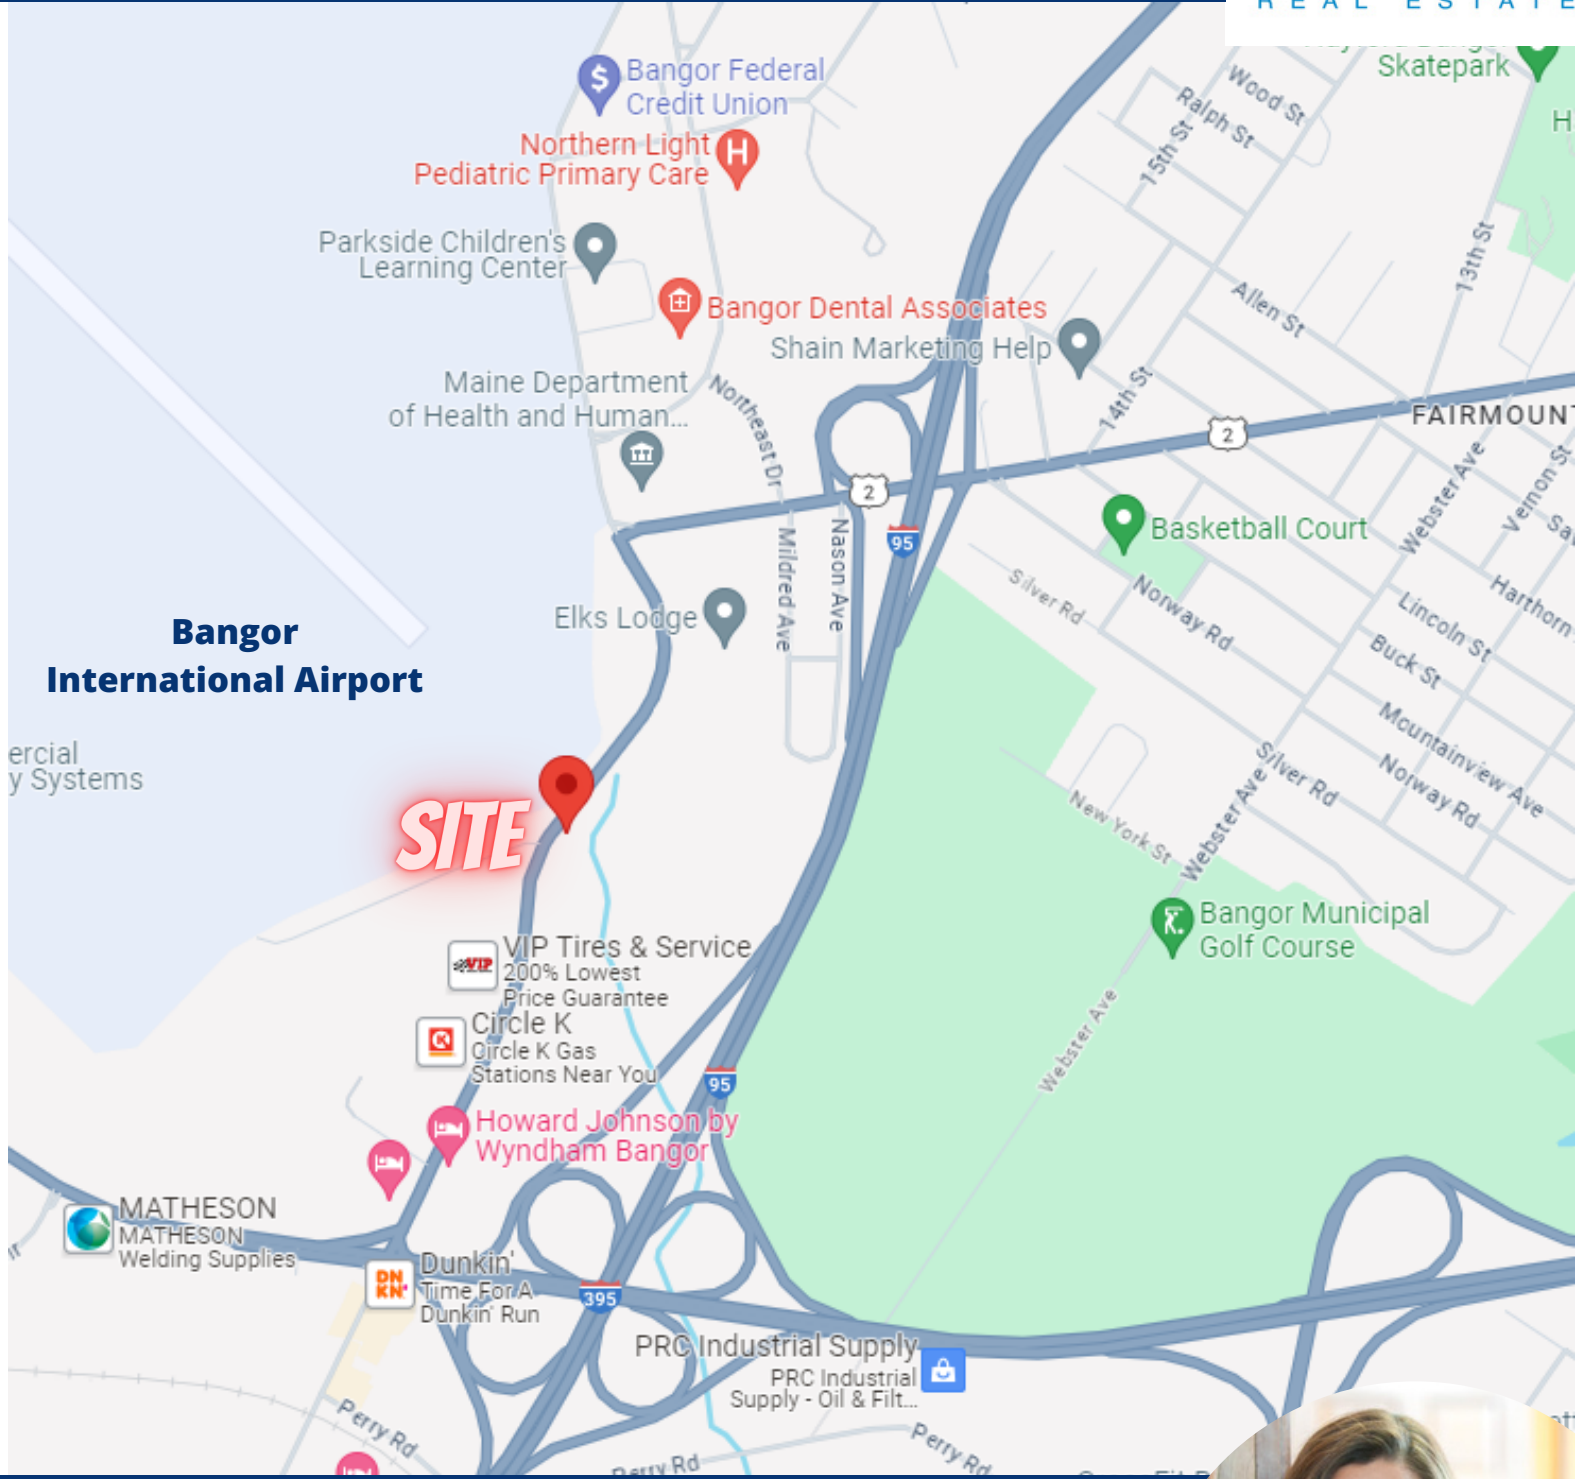 REAL ESTATE
Skatepark
Bangor Federal
Credit Union
Northern Light
Pediatric Primary Care
H
Wood St
Ralph St
15th St
H
Parkside Children's
Learning Center
13th St
Allen St
Bangor Dental Associates
Shain Marketing Help
Maine Department
of Health and Human...
Northeast Dr
14th St
FAIRMOUNT
2
2
Webster Ave
Vernon St
Sav
95
Basketball Court
Mildred Ave
Nason Ave
Silver Rd
Norway Rd
Harthorn
Lincoln St
Buck St
Elks Lodge
Bangor
International Airport
Mountainview Ave
Silver Rd
Norway Rd
ercial
y Systems
SITE
New York St
Webster Ave
Bangor Municipal
Golf Course
VIP
VIP Tires & Service
200% Lowest
Price Guarantee
K
Circle K
Circle K Gas
Stations Near You
Webster Ave
95
Howard Johnson by
Wyndham Bangor
MATHESON
MATHESON
Welding Supplies
DN
KN'
Dunkin'
Time For A
Dunkin' Run
395
PRC Industrial Supply
PRC Industrial
Supply - Oil & Filt...
Perry Rd
Perry Rd
Perry Rd